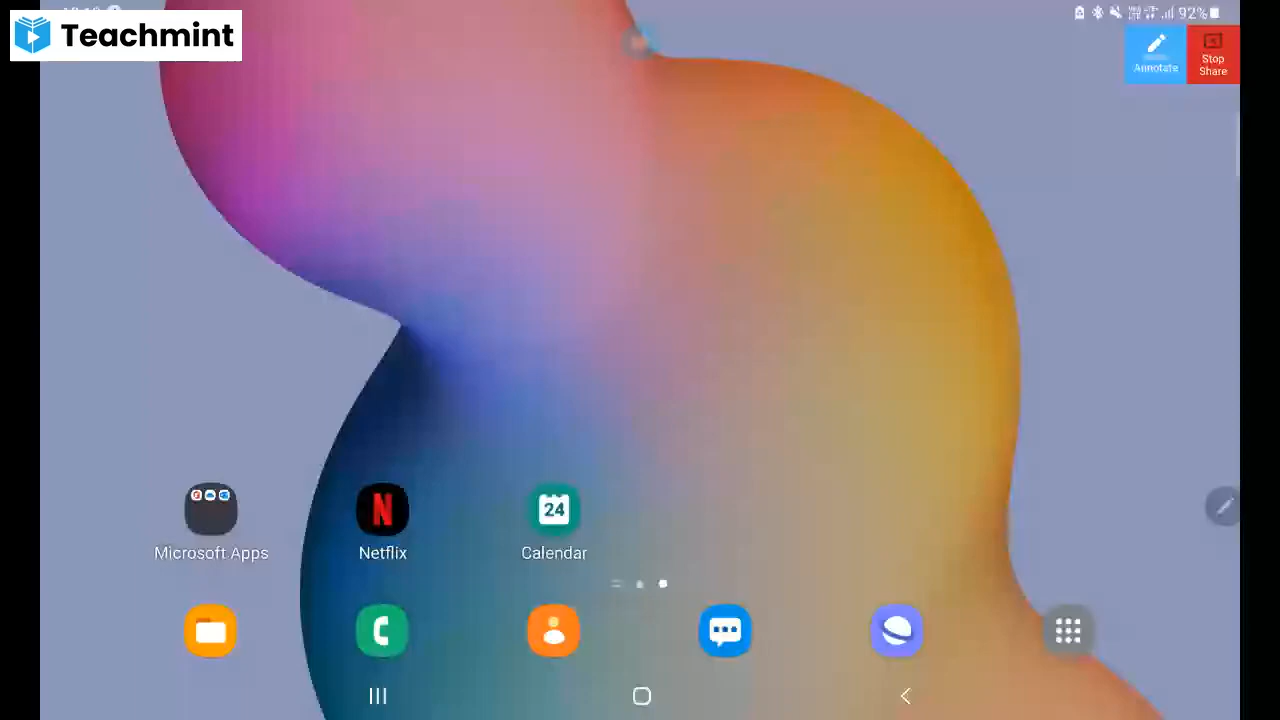 Teachmint
92%
Annotate
Stop
Share
N
24
Microsoft Apps
Netflix
Calendar